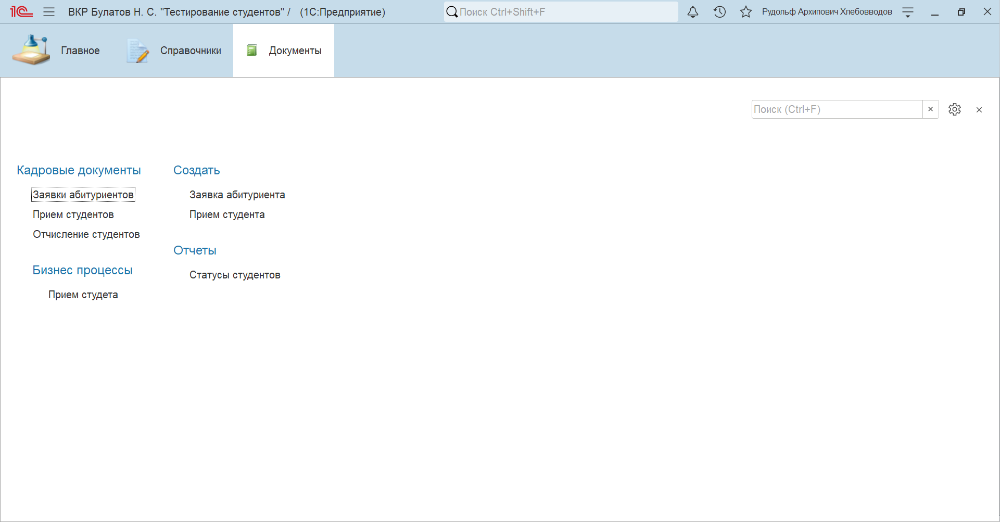 1С ВКР Булатов Н. С. "Тестирование студентов" / (1С:Предприятие) Поиск Ctrl+Shift+F Рудольф Архипович Хлебовводов
Главное Справочники Документы
Поиск (Ctrl+F)
Кадровые документы
Заявки абитуриентов
Прием студентов
Отчисление студентов
Бизнес процессы
Прием студета
Создать
Заявка абитуриента
Прием студента
Отчеты
Статусы студентов